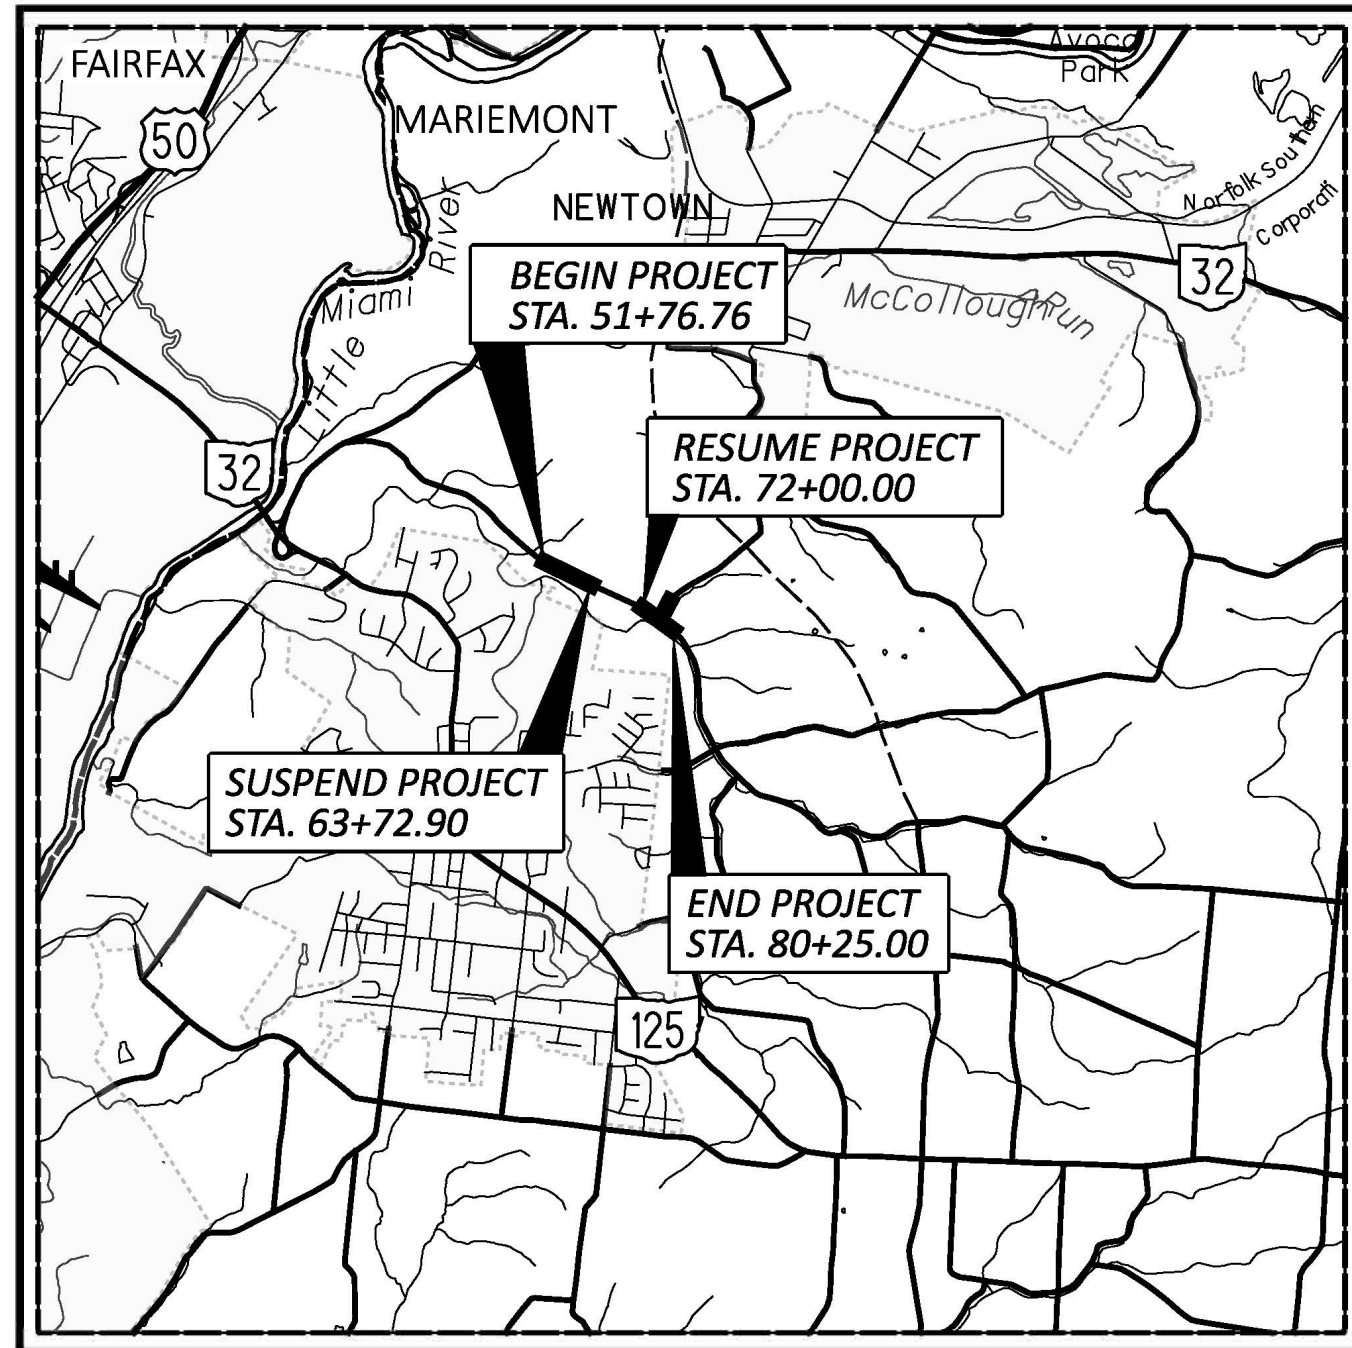 FAIRFAX
Avoca
Park
50
MARIEMONT
Norfolk Southern
Corporati
NEWTOWN
Little Miami River
BEGIN PROJECT
STA. 51+76.76
32
McCollough Run
RESUME PROJECT
STA. 72+00.00
32
SUSPEND PROJECT
STA. 63+72.90
END PROJECT
STA. 80+25.00
125